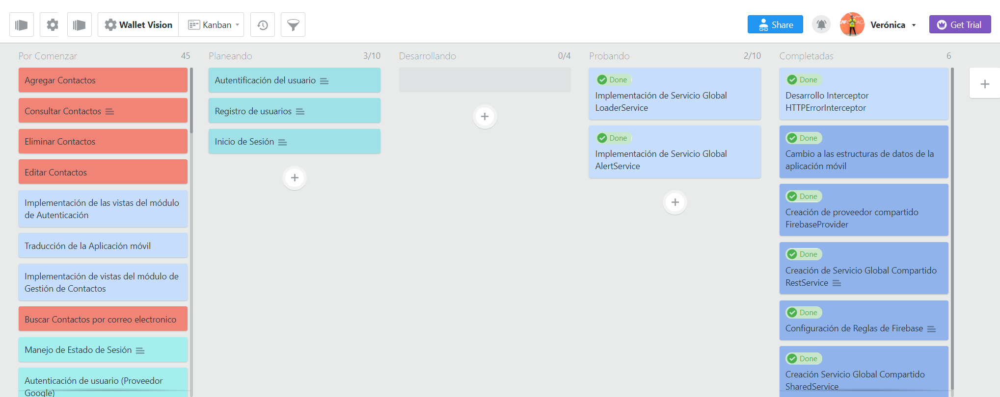 Wallet Vision
Kanban
Share
Verónica
Get Trial
Por Comenzar 45
Agregar Contactos
Consultar Contactos
Eliminar Contactos
Editar Contactos
Implementación de las vistas del módulo
de Autenticación
Traducción de la Aplicación móvil
Implementación de vistas del módulo de
Gestión de Contactos
Buscar Contactos por correo electronico
Manejo de Estado de Sesión
Autenticación de usuario (Proveedor
Google)
Planeando 3/10
Autentificación del usuario
Registro de usuarios
Inicio de Sesión
Desarrollando 0/4
Probando 2/10
Done
Implementación de Servicio Global
LoaderService
Done
Implementación de Servicio Global
AlertService
Completadas 6
Done
Desarrollo Interceptor
HTTPErrorInterceptor
Done
Cambio a las estructuras de datos de la
aplicación móvil
Done
Creación de proveedor compartido
FirebaseProvider
Done
Creación de Servicio Global Compartido
RestService
Done
Configuración de Reglas de Firebase
Done
Creación Servicio Global Compartido
SharedService